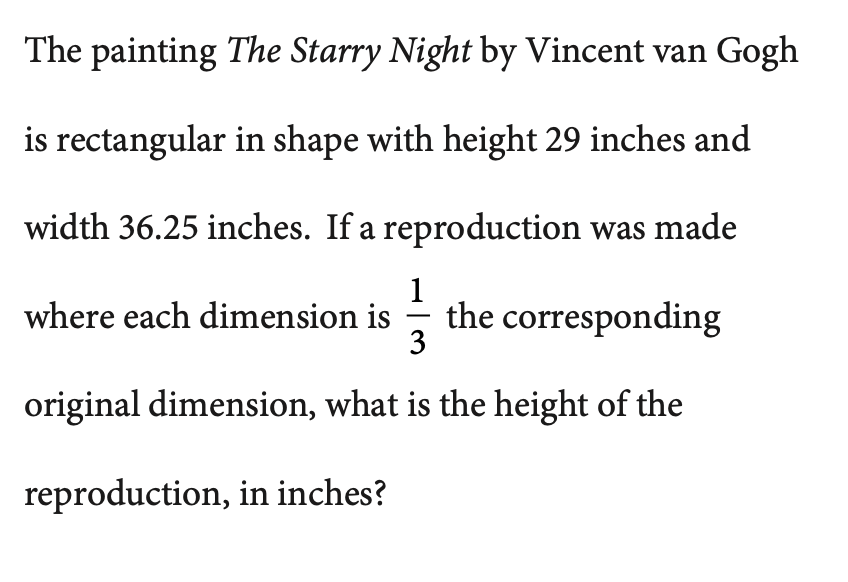 The painting The Starry Night by Vincent van Gogh
is rectangular in shape with height 29 inches and
width 36.25 inches. If a reproduction was made
where each dimension is 1/3 the corresponding
original dimension, what is the height of the
reproduction, in inches?